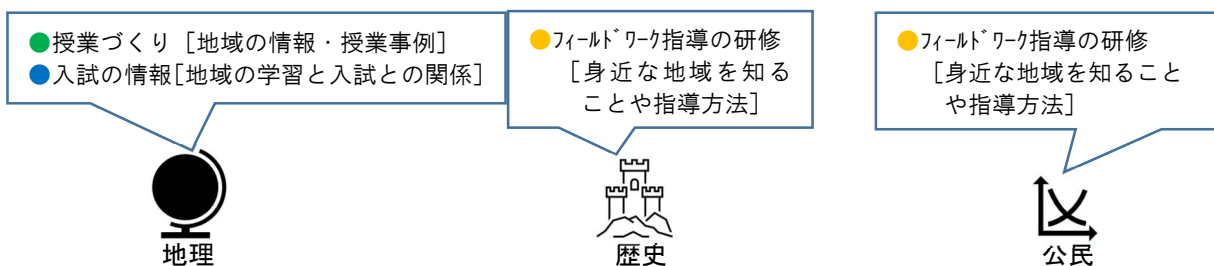 ●授業づくり［地域の情報・授業事例］
●入試の情報[地域の学習と入試との関係]
●ﾌｨｰﾙﾄﾞﾜｰｸ指導の研修
［身近な地域を知る
ことや指導方法］
●ﾌｨｰﾙﾄﾞﾜｰｸ指導の研修
［身近な地域を知ること
や指導方法］
地理
歴史
公民